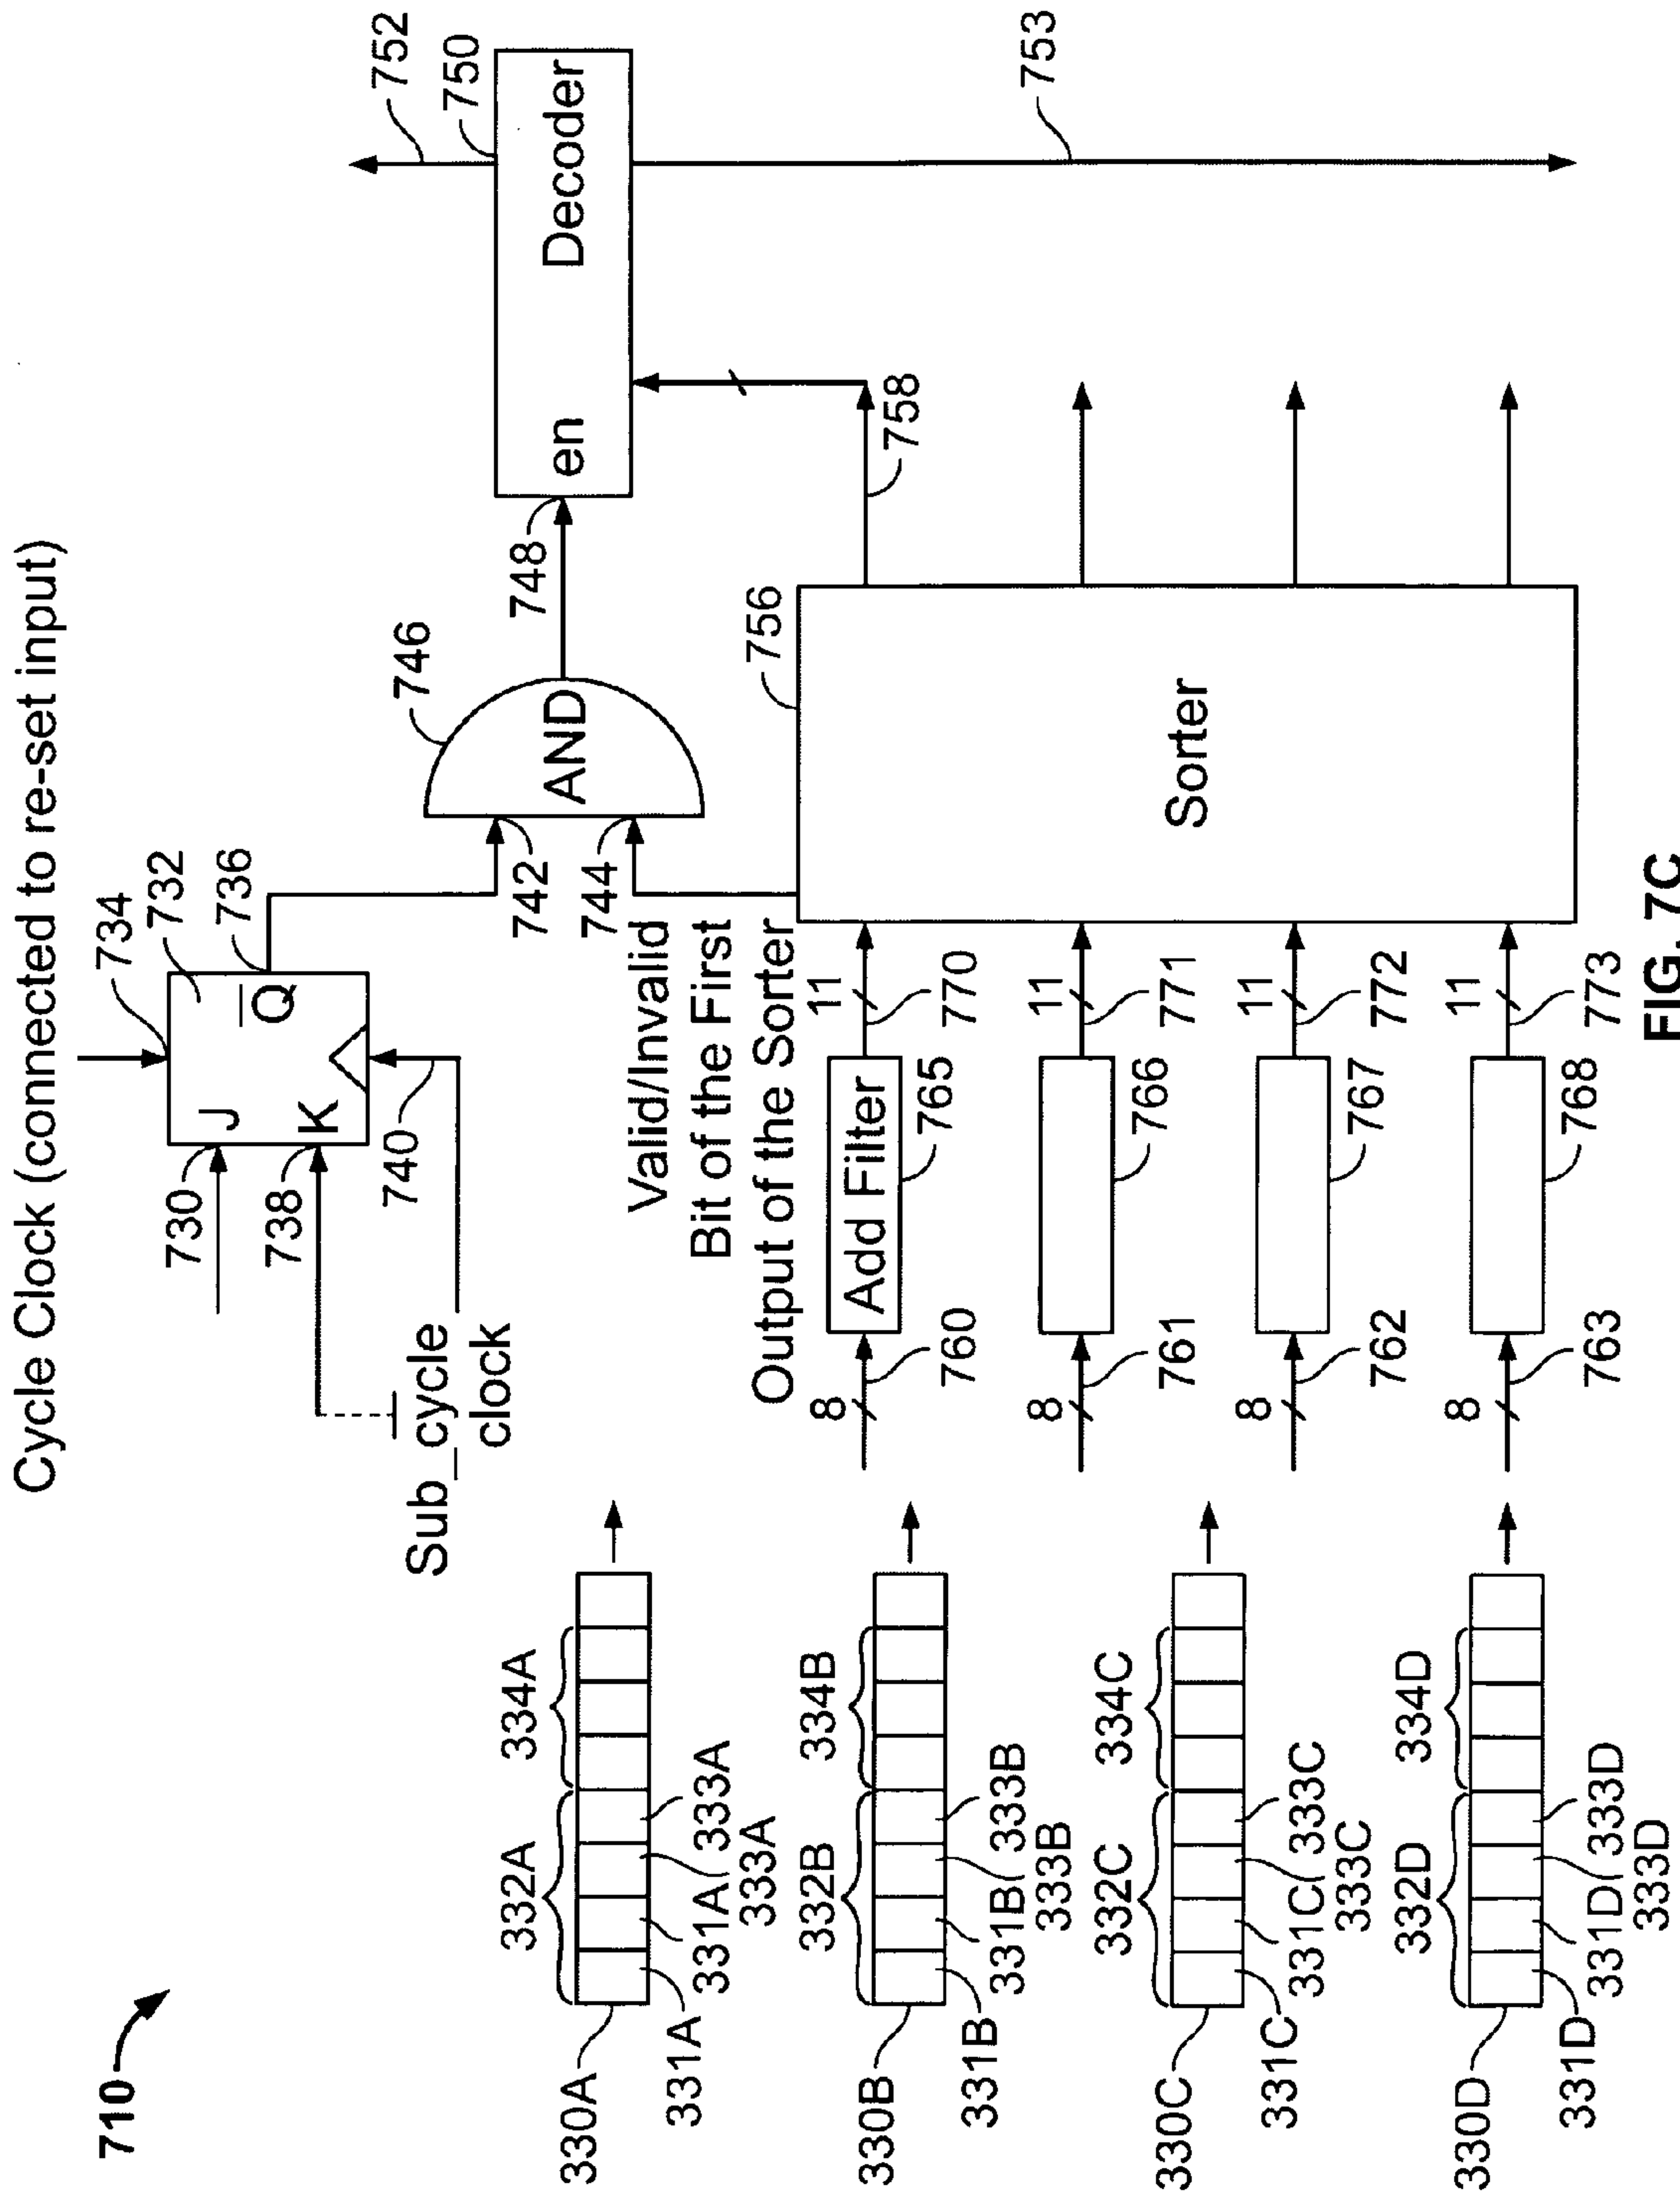 710
Cycle Clock (connected to re-set input)
734
732
730
J
Q
736
738
K
740
Sub_cycle
clock
742
744
746
AND
748
752
750
en
Decoder
753
Valid/Invalid
Bit of the First
Output of the Sorter
756
758
Sorter
332A
334A
330A
331A
331A
333A
333A
332B
334B
330B
331B
331B
333B
333B
332C
334C
330C
331C
331C
333C
333C
332D
334D
330D
331D
331D
333D
333D
8
760
Add Filter
765
11
770
8
761
766
11
771
8
762
767
11
772
8
763
768
11
773
FIG. 7C